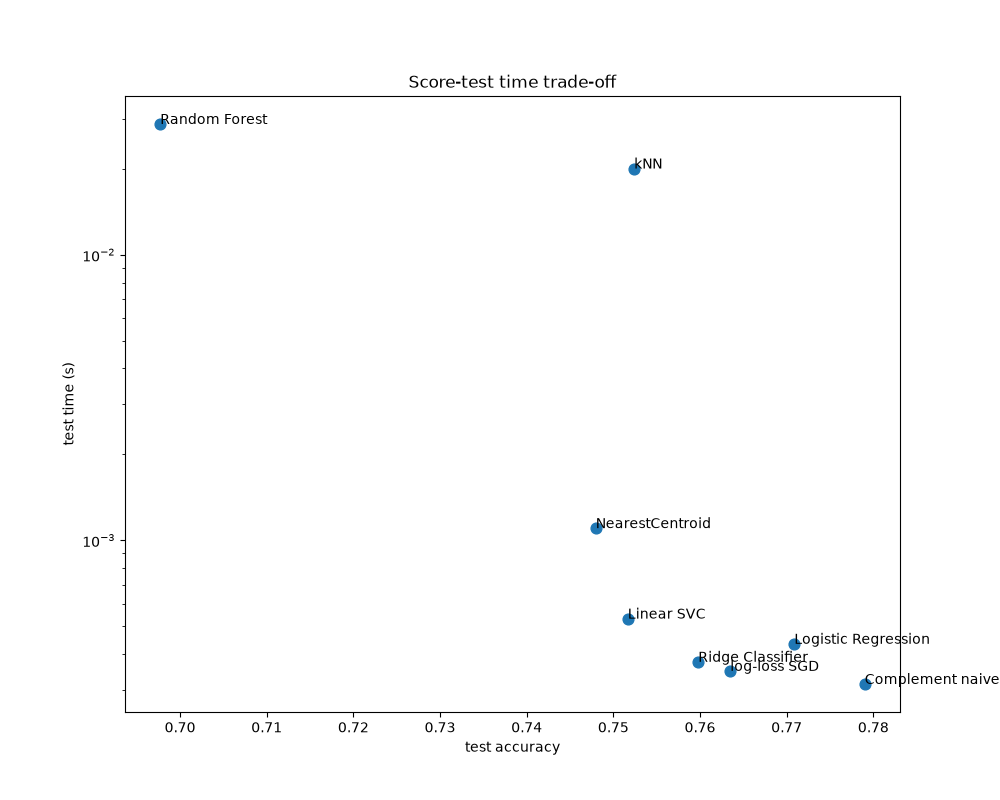 Score-test time trade-off
Random Forest
kNN
10⁻²
test time (s)
NearestCentroid
10⁻³
Linear SVC
Logistic Regression
Ridge Classifier
log-loss SGD
Complement naive
0.70 0.71 0.72 0.73 0.74 0.75 0.76 0.77 0.78
test accuracy